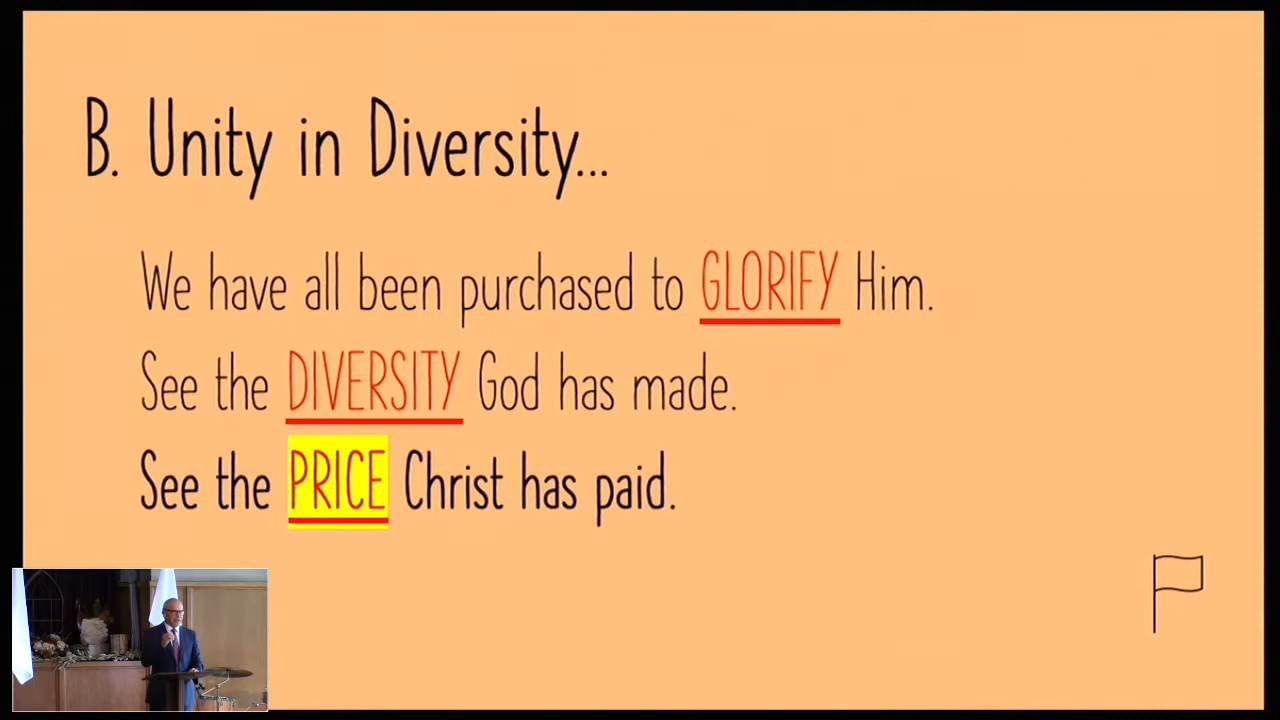 B. Unity in Diversity...
We have all been purchased to GLORIFY Him.
See the DIVERSITY God has made.
See the PRICE Christ has paid.